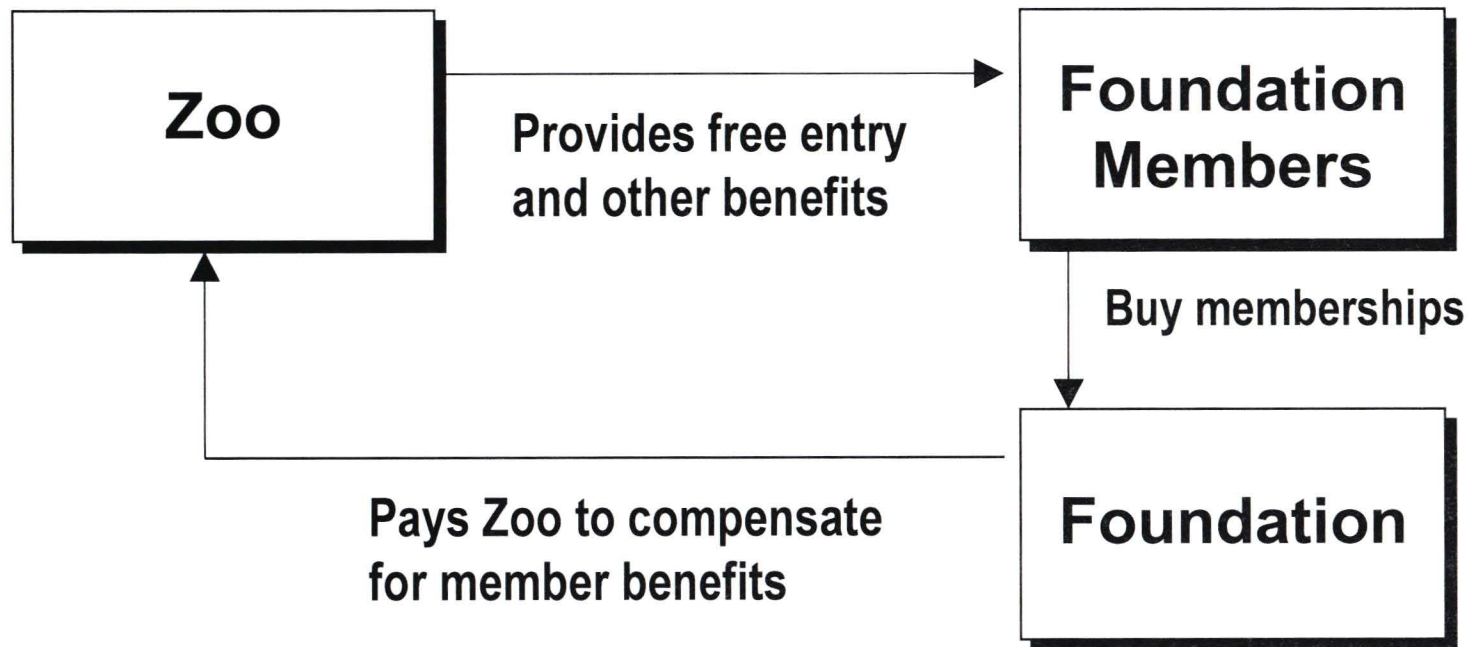 Zoo
Provides free entry
and other benefits
Foundation
Members
Buy memberships
Pays Zoo to compensate
for member benefits
Foundation